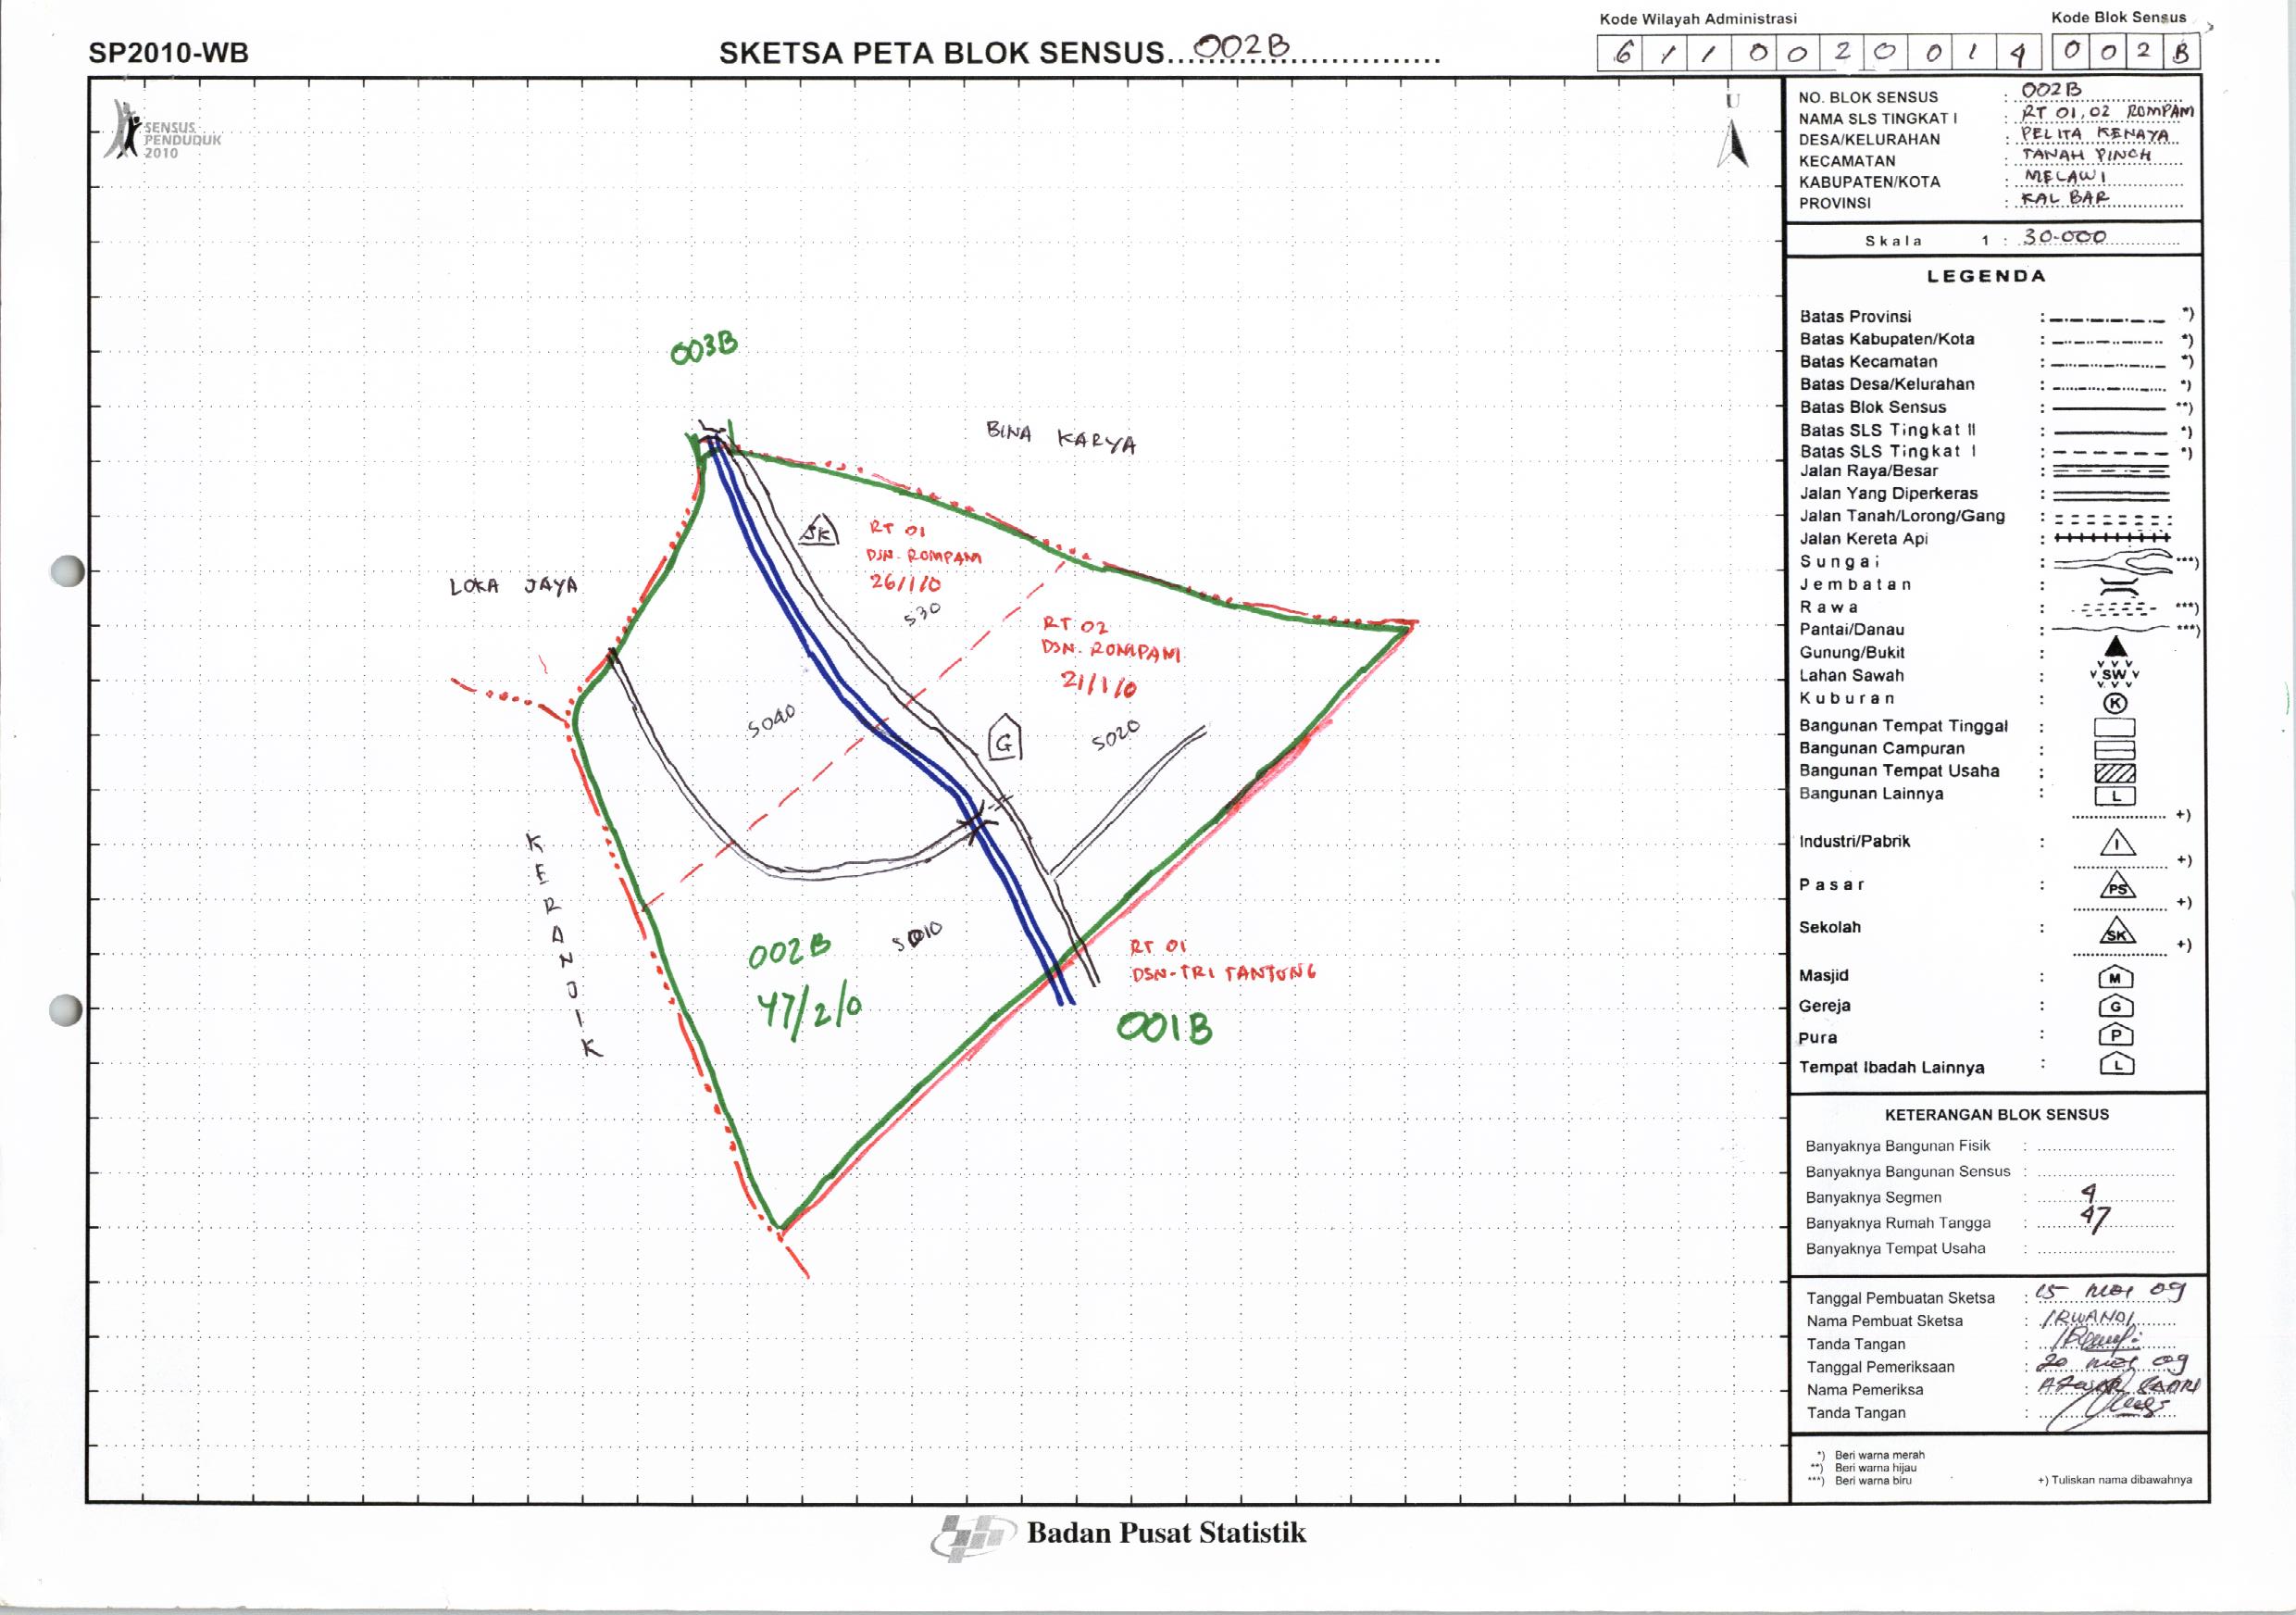 Kode Wilayah Administrasi
Kode Blok Sensus
SP2010-WB
SKETSA PETA BLOK SENSUS....002B..........................
6 1 1 0 0 2 0 0 1 4
0 0 2 B
SENSUS
PENDUDUK
2010
U
NO. BLOK SENSUS : 002B
NAMA SLS TINGKAT I : RT 01, 02 ROMPAM
DESA/KELURAHAN : PELITA KENAYA
KECAMATAN : TANAH PINOH
KABUPATEN/KOTA : MELAWI
PROVINSI : KAL BAR
Skala 1 : 30.000
LEGENDA
Batas Provinsi : *)
Batas Kabupaten/Kota : *)
Batas Kecamatan : *)
Batas Desa/Kelurahan : *)
Batas Blok Sensus : **)
Batas SLS Tingkat II : *)
Batas SLS Tingkat I : *)
Jalan Raya/Besar :
Jalan Yang Diperkeras :
Jalan Tanah/Lorong/Gang :
Jalan Kereta Api :
Sungai : ***)
Jembatan :
Rawa : ***)
Pantai/Danau : ***)
Gunung/Bukit :
Lahan Sawah : SW
Kuburan : K
Bangunan Tempat Tinggal :
Bangunan Campuran :
Bangunan Tempat Usaha :
Bangunan Lainnya : L
+)
Industri/Pabrik : I
+)
Pasar : PS
+)
Sekolah : SK
+)
Masjid : M
Gereja : G
Pura : P
Tempat Ibadah Lainnya : L
KETERANGAN BLOK SENSUS
Banyaknya Bangunan Fisik :
Banyaknya Bangunan Sensus :
Banyaknya Segmen : 4
Banyaknya Rumah Tangga : 47
Banyaknya Tempat Usaha :
Tanggal Pembuatan Sketsa : 15 mei 09
Nama Pembuat Sketsa : IRWANDI
Tanda Tangan :
Tanggal Pemeriksaan : 20 mei 09
Nama Pemeriksa :
Tanda Tangan :
*) Beri warna merah
**) Beri warna hijau
***) Beri warna biru
+) Tuliskan nama dibawahnya
003B
BINA KARYA
SK
RT 01
DSN. ROMPAM
26/1/0
S30
LOKA JAYA
RT 02
DSN. ROMPAM
21/1/0
S040
G
S020
KERANJIK
002B
S010
47/2/0
RT 01
DSN-TRI TANJUNG
001B
Badan Pusat Statistik